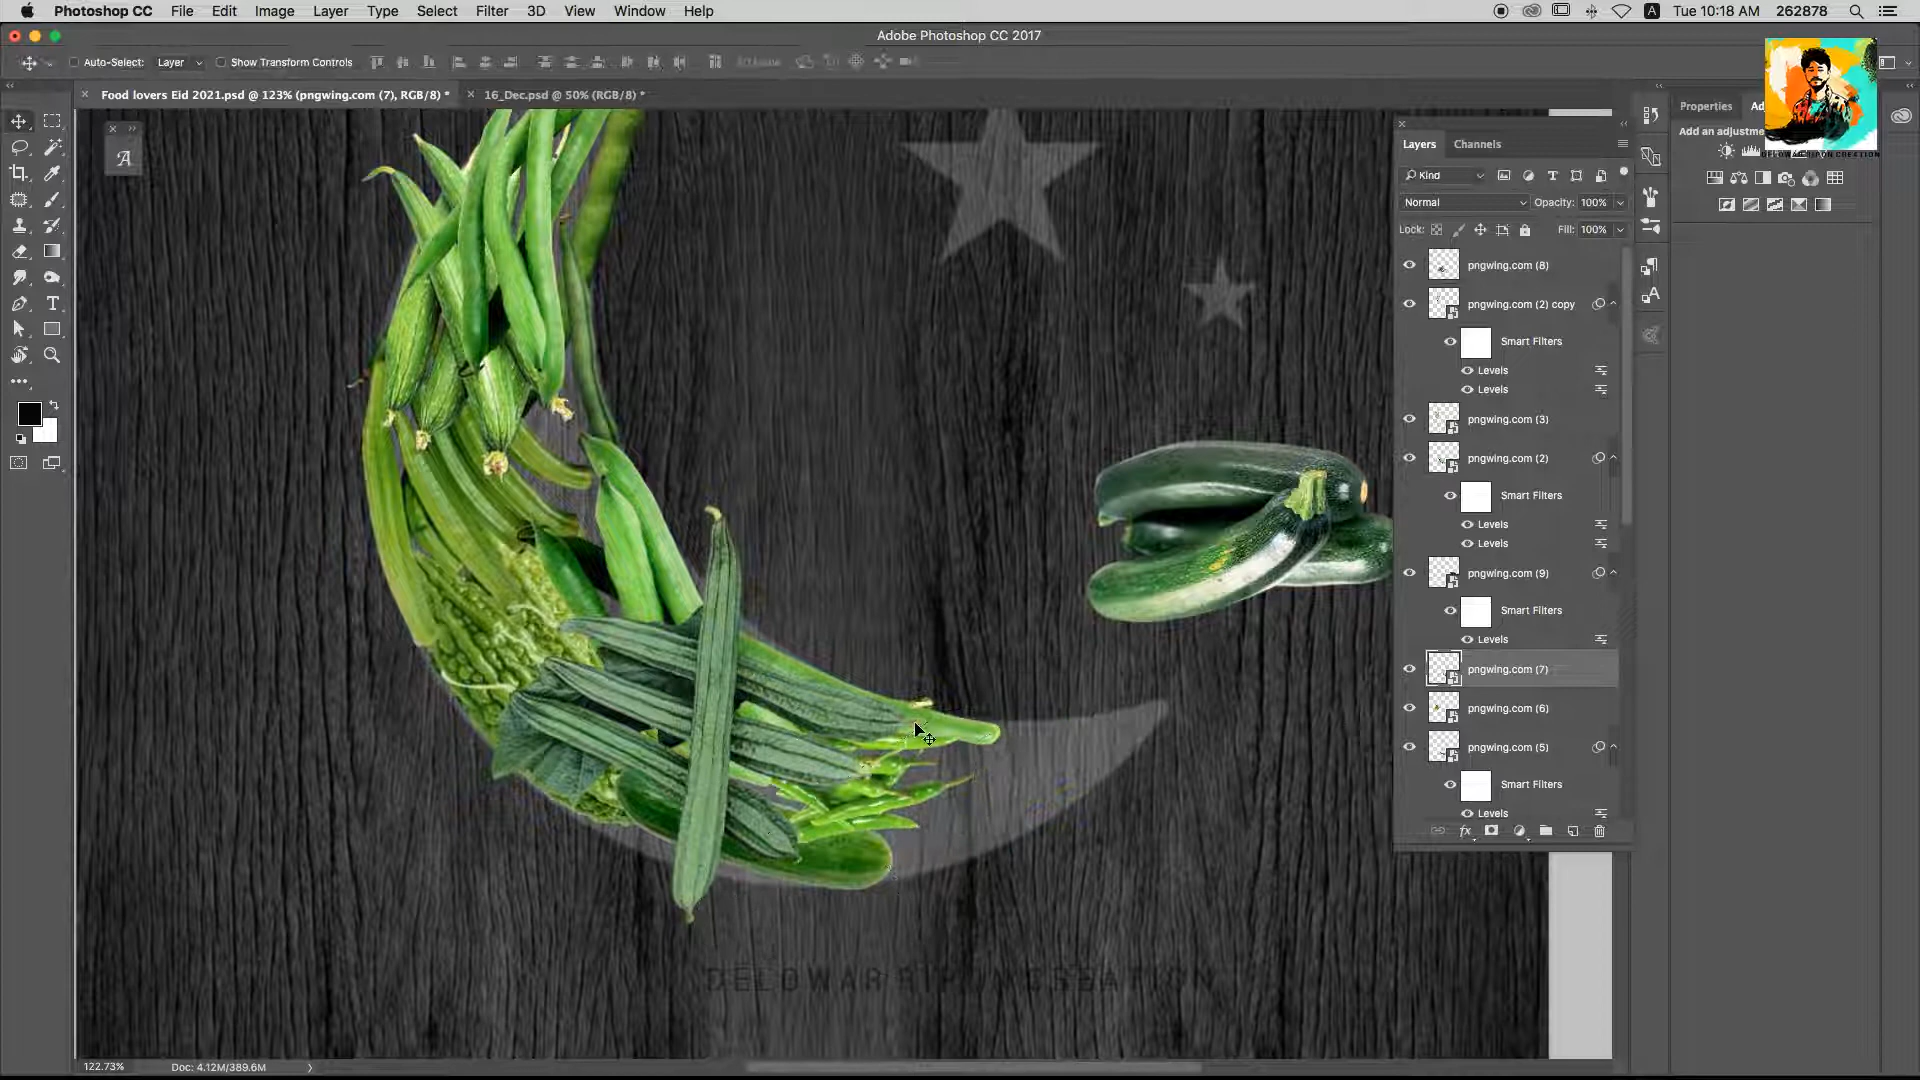 Photoshop CC File Edit Image Layer Type Select Filter 3D View Window Help A Tue 10:18 AM 262878
Adobe Photoshop CC 2017
Auto-Select: Layer Show Transform Controls
Food lovers Eid 2021.psd @ 123% (pngwing.com (7), RGB/8) * 16_Dec.psd @ 50% (RGB/8) *
A
Layers Channels
Kind
Normal Opacity: 100%
Lock: Fill: 100%
pngwing.com (8)
pngwing.com (2) copy
Smart Filters
Levels
Levels
pngwing.com (3)
pngwing.com (2)
Smart Filters
Levels
Levels
pngwing.com (9)
Smart Filters
Levels
pngwing.com (7)
pngwing.com (6)
pngwing.com (5)
Smart Filters
Levels
fx
Properties
Add an adjustme
122.73% Doc: 4.12M/389.6M